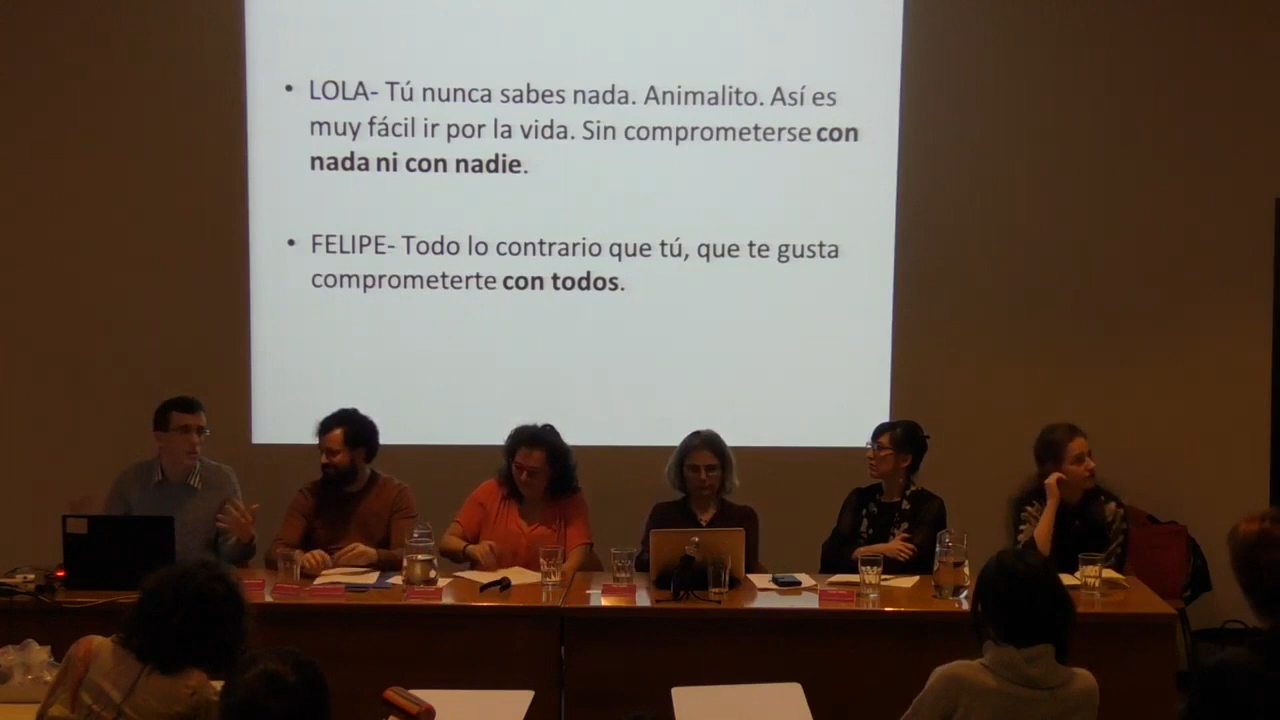 • LOLA- Tú nunca sabes nada. Animalito. Así es
muy fácil ir por la vida. Sin comprometerse con
nada ni con nadie.
• FELIPE- Todo lo contrario que tú, que te gusta
comprometerte con todos.